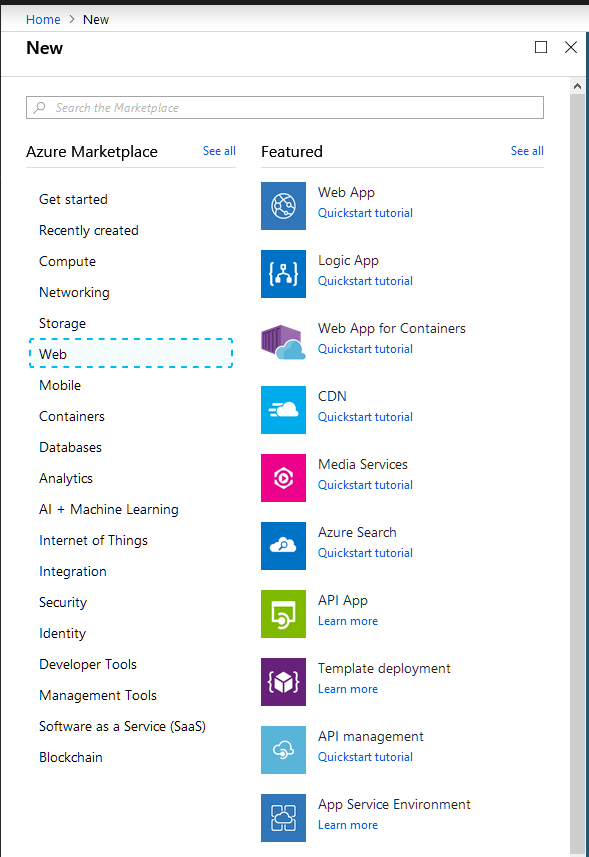 Home > New
New
Search the Marketplace
Azure Marketplace See all
Get started
Recently created
Compute
Networking
Storage
Web
Mobile
Containers
Databases
Analytics
AI + Machine Learning
Internet of Things
Integration
Security
Identity
Developer Tools
Management Tools
Software as a Service (SaaS)
Blockchain
Featured See all
Web App
Quickstart tutorial
Logic App
Quickstart tutorial
Web App for Containers
Quickstart tutorial
CDN
Quickstart tutorial
Media Services
Quickstart tutorial
Azure Search
Quickstart tutorial
API App
Learn more
Template deployment
Learn more
API management
Quickstart tutorial
App Service Environment
Learn more